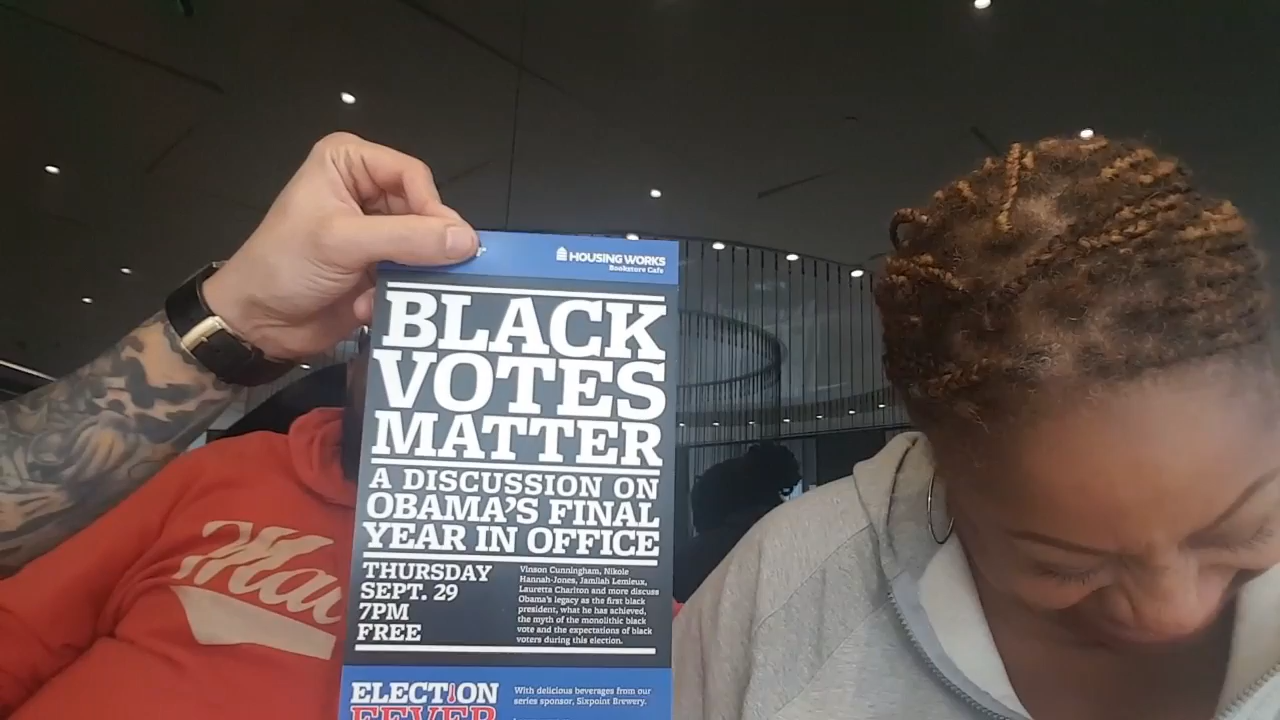 HOUSING WORKS
Bookstore Cafe
BLACK
VOTES
MATTER
A DISCUSSION ON
OBAMA'S FINAL
YEAR IN OFFICE
THURSDAY
SEPT. 29
7PM
FREE
Vinson Cunningham, Nikole
Hannah-Jones, Jamilah Lemieux,
Lauretta Charlton and more discuss
Obama's legacy as the first black
president, what he has achieved,
the myth of the monolithic black
vote and the expectations of black
voters during this election.
ELECTION
FEVER
With delicious beverages from our
series sponsor, Sixpoint Brewery.